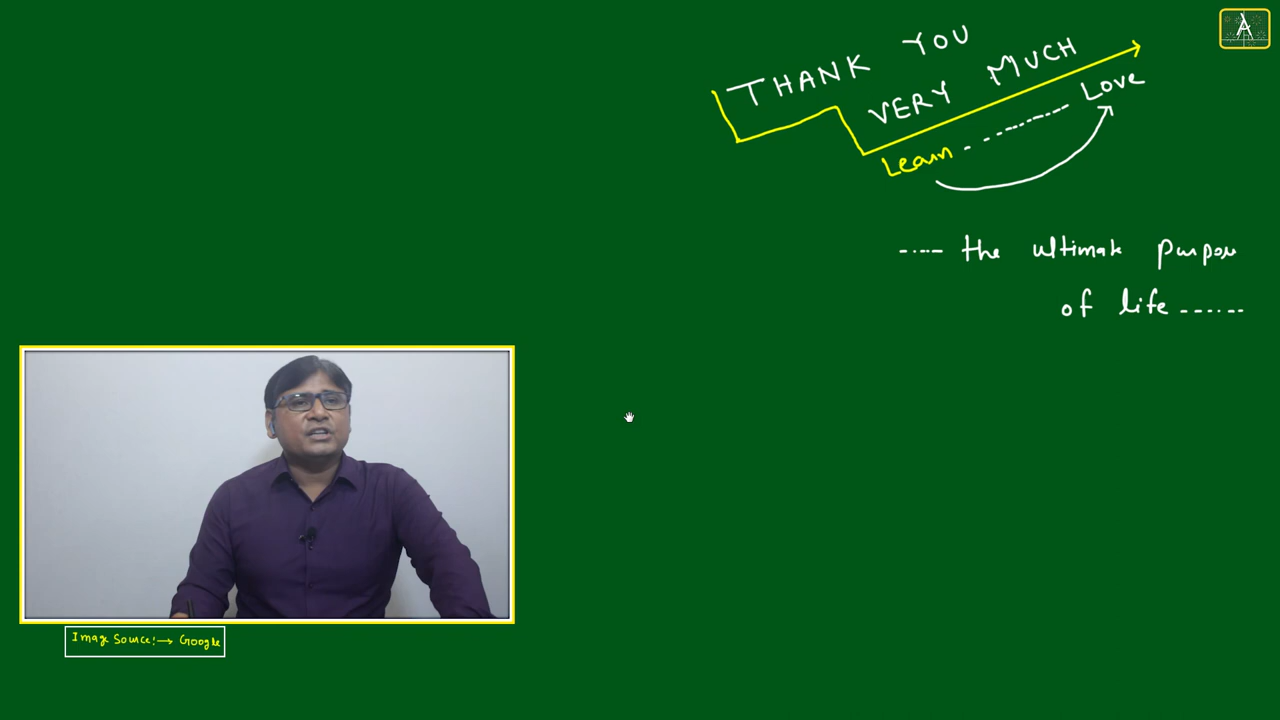 THANK YOU
VERY MUCH
Learn ------ Love
---- the ultimate purpose
of life ------
Image Source:→ Google